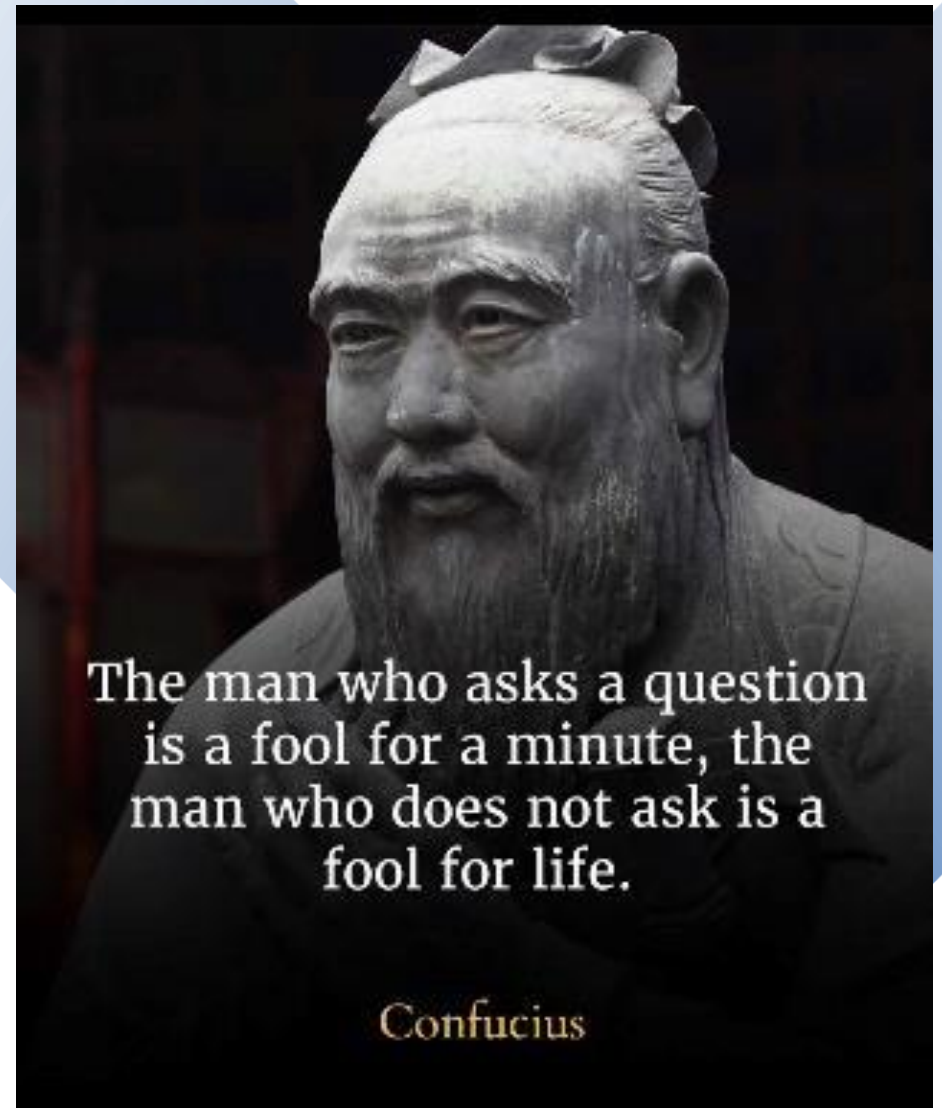 The man who asks a question
is a fool for a minute, the
man who does not ask is a
fool for life.
Confucius